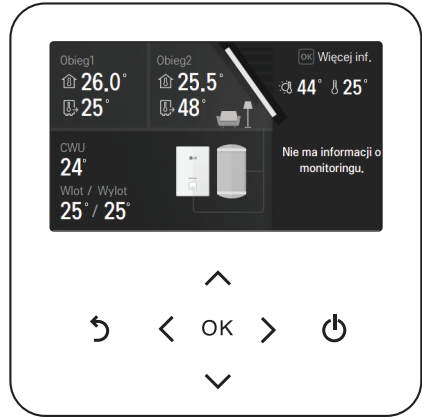 Obieg1
26.0°
25°
Obieg2
25.5°
48°
OK Więcej inf.
44° 25°
CWU
24°
Wlot / Wylot
25° / 25°
Nie ma informacji o
monitoringu.
OK